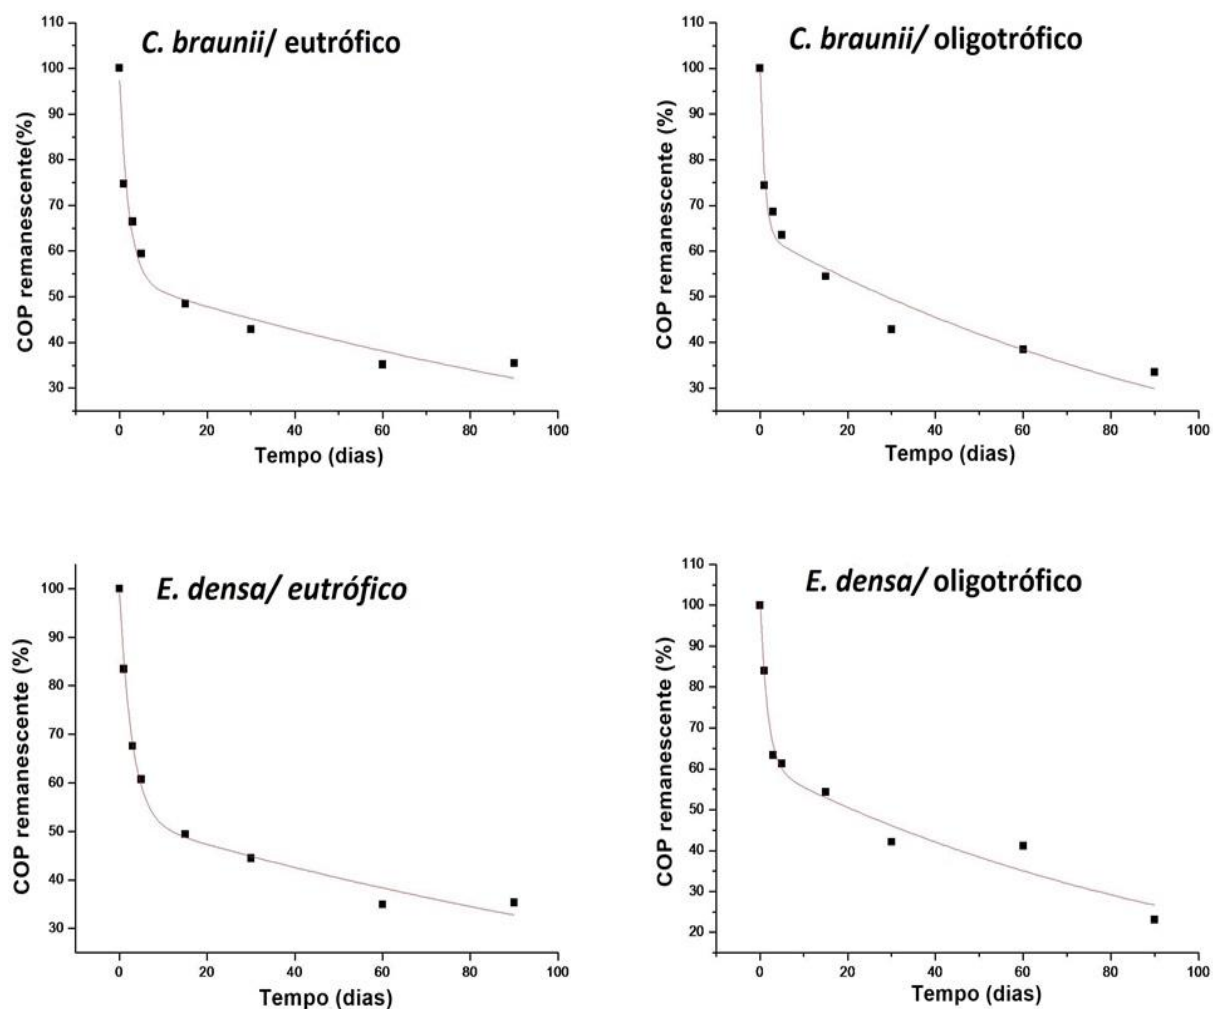 C. braunii/ eutrófico
COP remanescente(%)
110
100
90
80
70
60
50
40
30
0 20 40 60 80 100
Tempo (dias)
C. braunii/ oligotrófico
COP remanescente (%)
110
100
90
80
70
60
50
40
30
0 20 40 60 80 100
Tempo (dias)
E. densa/ eutrófico
COP remanescente (%)
100
90
80
70
60
50
40
30
0 20 40 60 80 100
Tempo (dias)
E. densa/ oligotrófico
COP remanescente (%)
110
100
90
80
70
60
50
40
30
20
0 20 40 60 80 100
Tempo (dias)